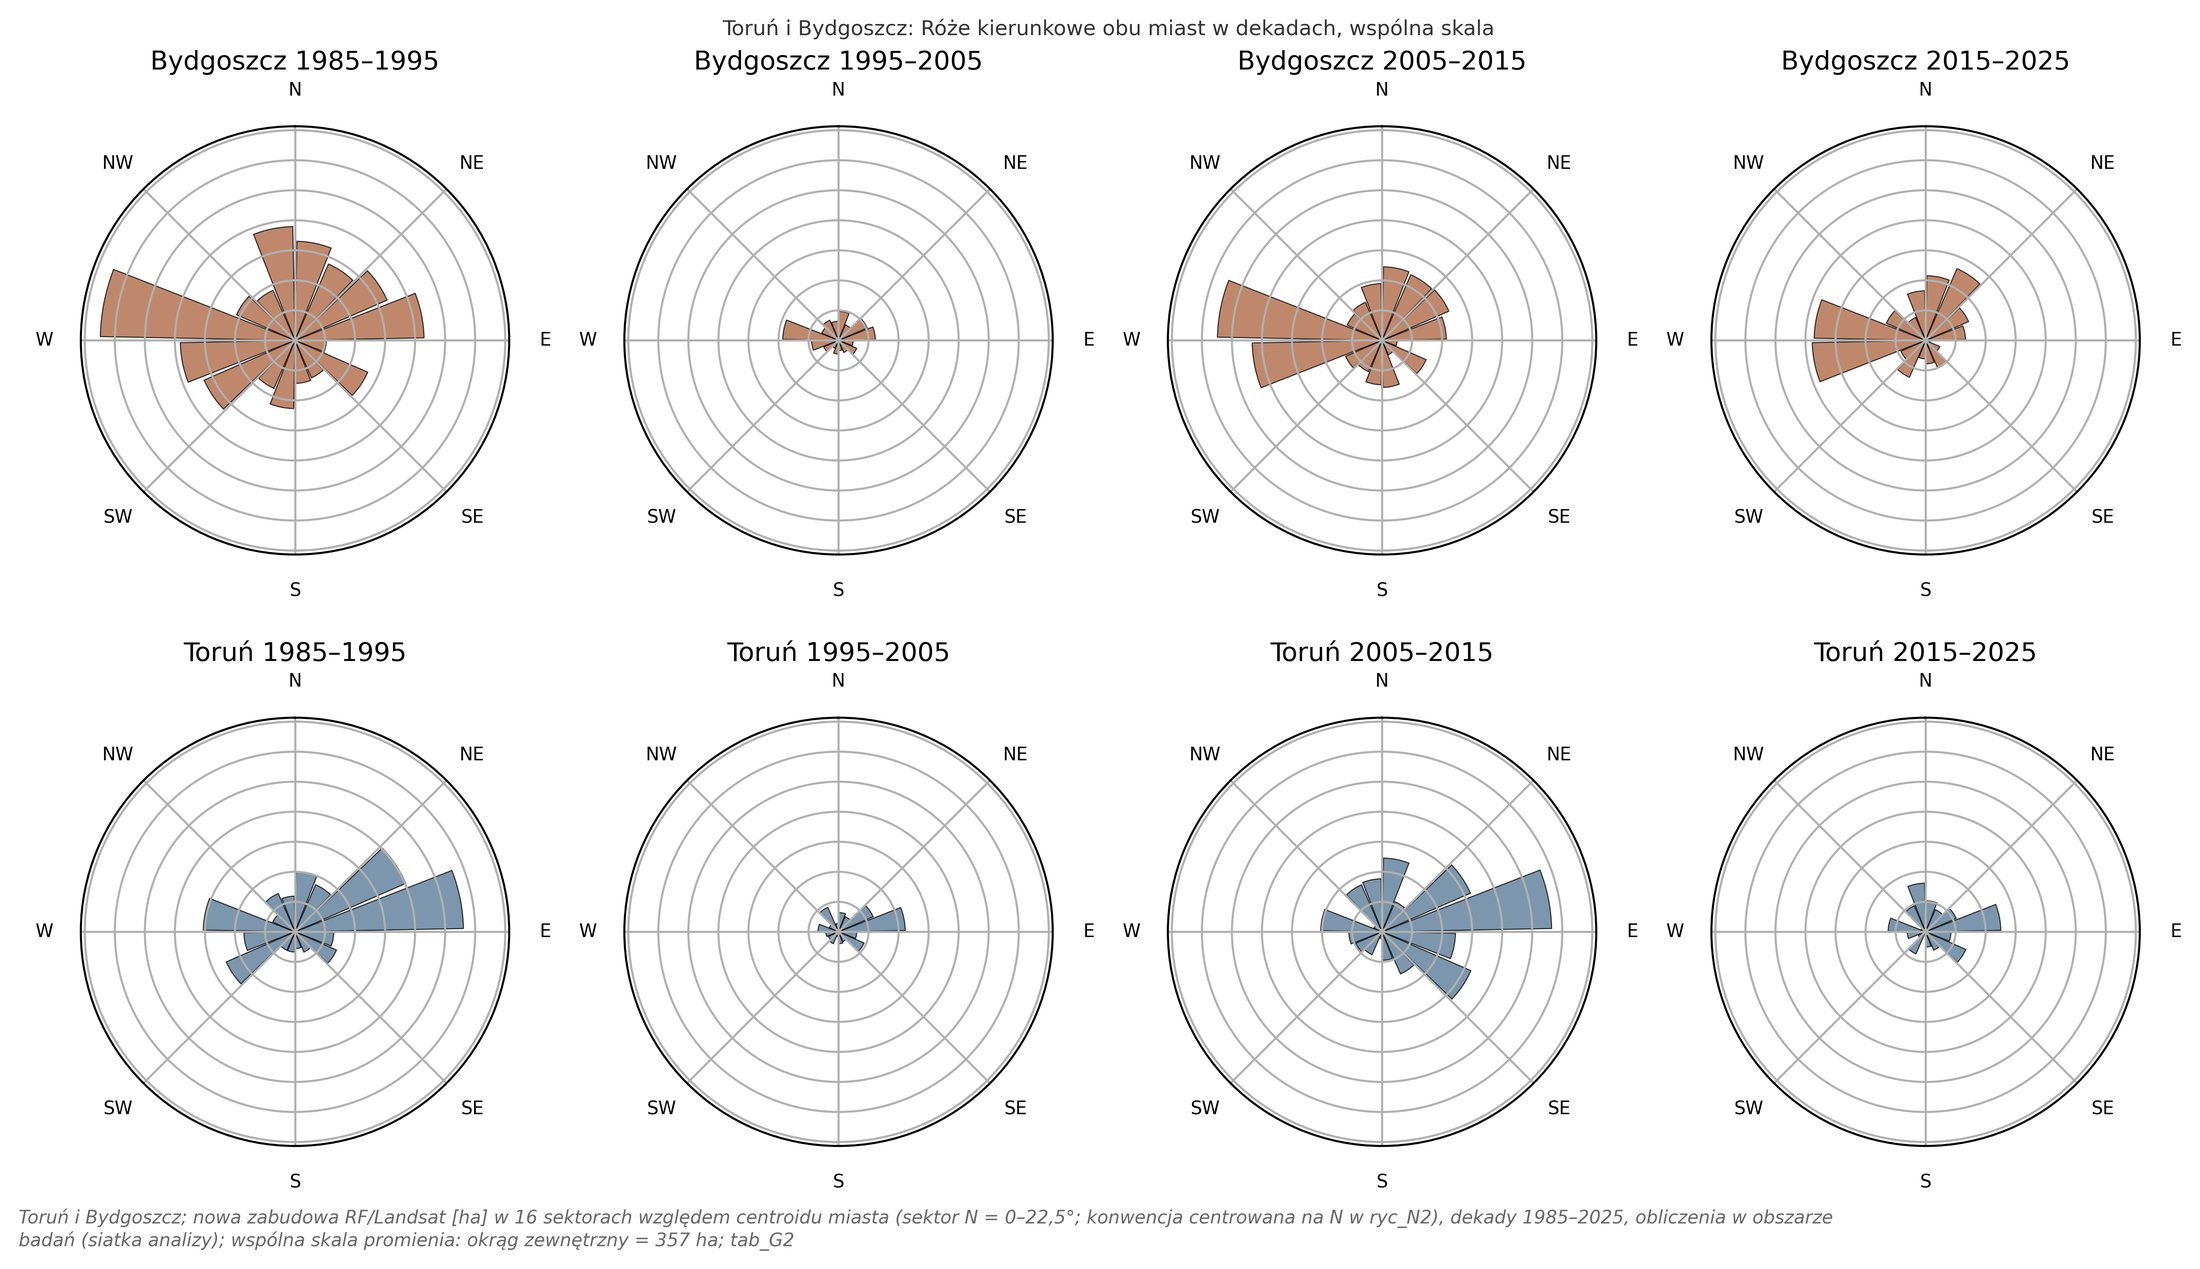 Toruń i Bydgoszcz: Róże kierunkowe obu miast w dekadach, wspólna skala
Bydgoszcz 1985–1995
N
NW
NE
W
E
SW
SE
S
Bydgoszcz 1995–2005
N
NW
NE
W
E
SW
SE
S
Bydgoszcz 2005–2015
N
NW
NE
W
E
SW
SE
S
Bydgoszcz 2015–2025
N
NW
NE
W
E
SW
SE
S
Toruń 1985–1995
N
NW
NE
W
E
SW
SE
S
Toruń 1995–2005
N
NW
NE
W
E
SW
SE
S
Toruń 2005–2015
N
NW
NE
W
E
SW
SE
S
Toruń 2015–2025
N
NW
NE
W
E
SW
SE
S
Toruń i Bydgoszcz; nowa zabudowa RF/Landsat [ha] w 16 sektorach względem centroidu miasta (sektor N = 0–22,5°; konwencja centrowana na N w ryc_N2), dekady 1985–2025, obliczenia w obszarze
badań (siatka analizy); wspólna skala promienia: okrąg zewnętrzny = 357 ha; tab_G2